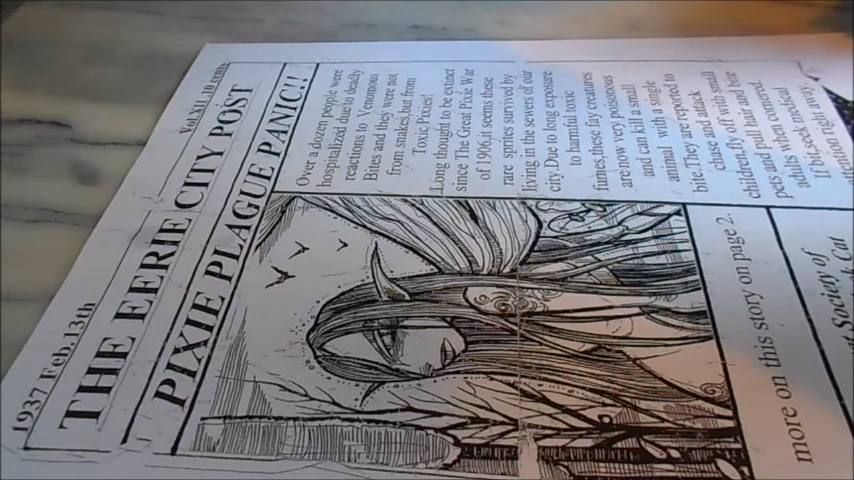 1937 Feb.13th
Vol.XII 10 cents
THE EERIE CITY POST
PIXIE PLAGUE PANIC!!
Over a dozen people were
hospitalized due to deadly
reactions to Venomous
Bites and they were not
from snakes,but from
Toxic Pixies!
Long thought to be extinct
since The Great Pixie War
of 1906,it seems these
rare sprites survived by
living in the sewers of our
city. Due to long exposure
to harmful toxic
fumes,these fay creatures
are now very poisonous
and can kill a small
animal with a single
bite.They are reported to
chase and attack
children,fly off with small
pets and pull hair and bite
adults when cornered.
If bit,seek medical
attention right away.
more on this story on page 2.
Society of
Cat